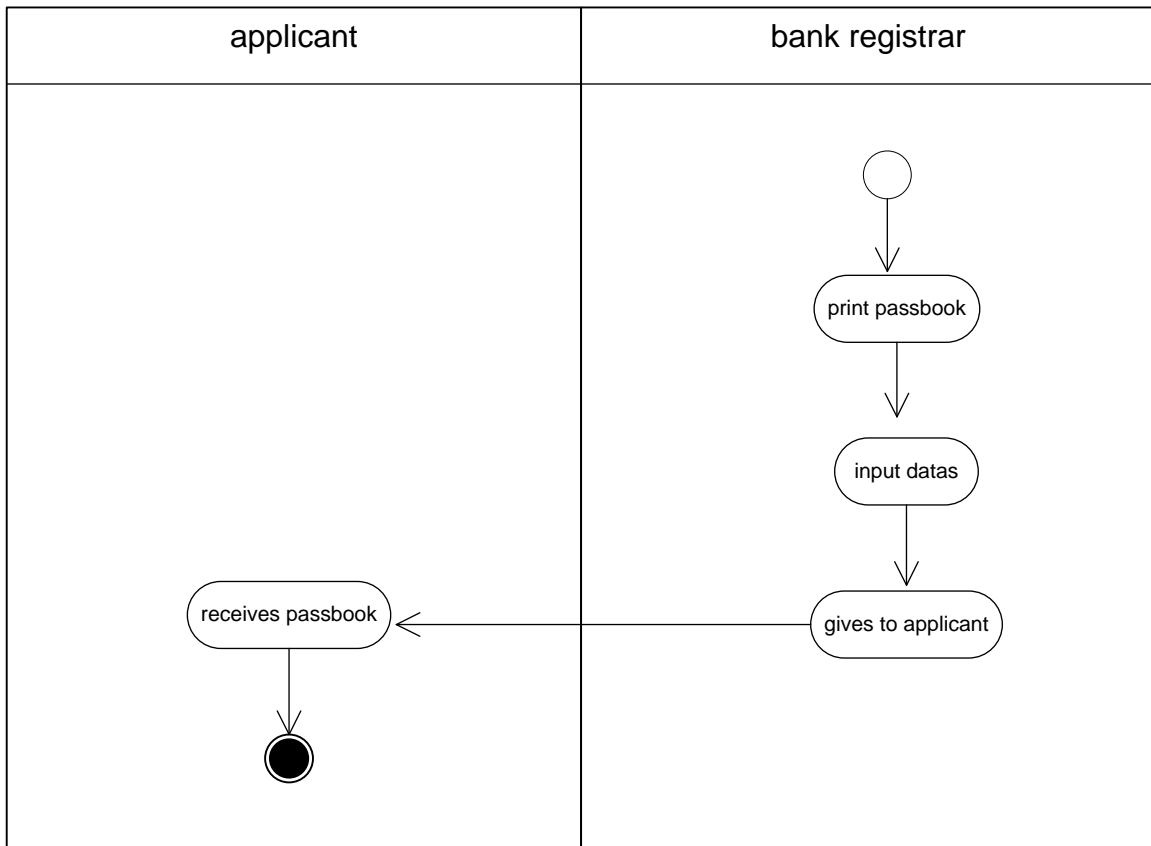 applicant
bank registrar
print passbook
input datas
receives passbook
gives to applicant